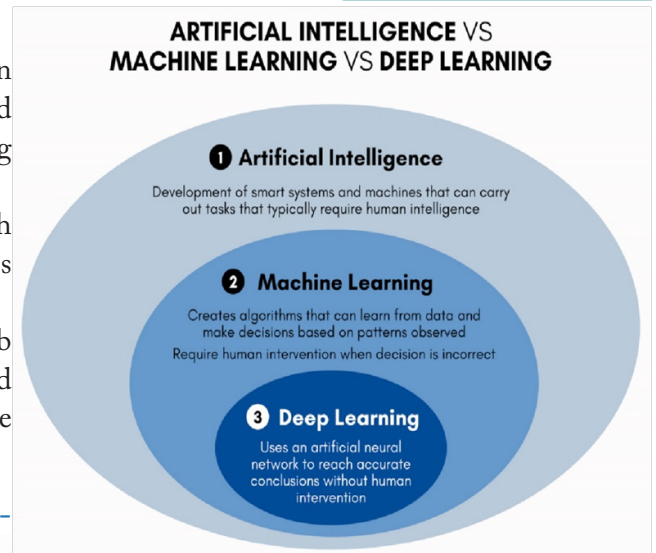 ARTIFICIAL INTELLIGENCE VS
MACHINE LEARNING VS DEEP LEARNING
1 Artificial Intelligence
Development of smart systems and machines that can carry
out tasks that typically require human intelligence
2 Machine Learning
Creates algorithms that can learn from data and
make decisions based on patterns observed
Require human intervention when decision is incorrect
3 Deep Learning
Uses an artificial neural
network to reach accurate
conclusions without human
intervention